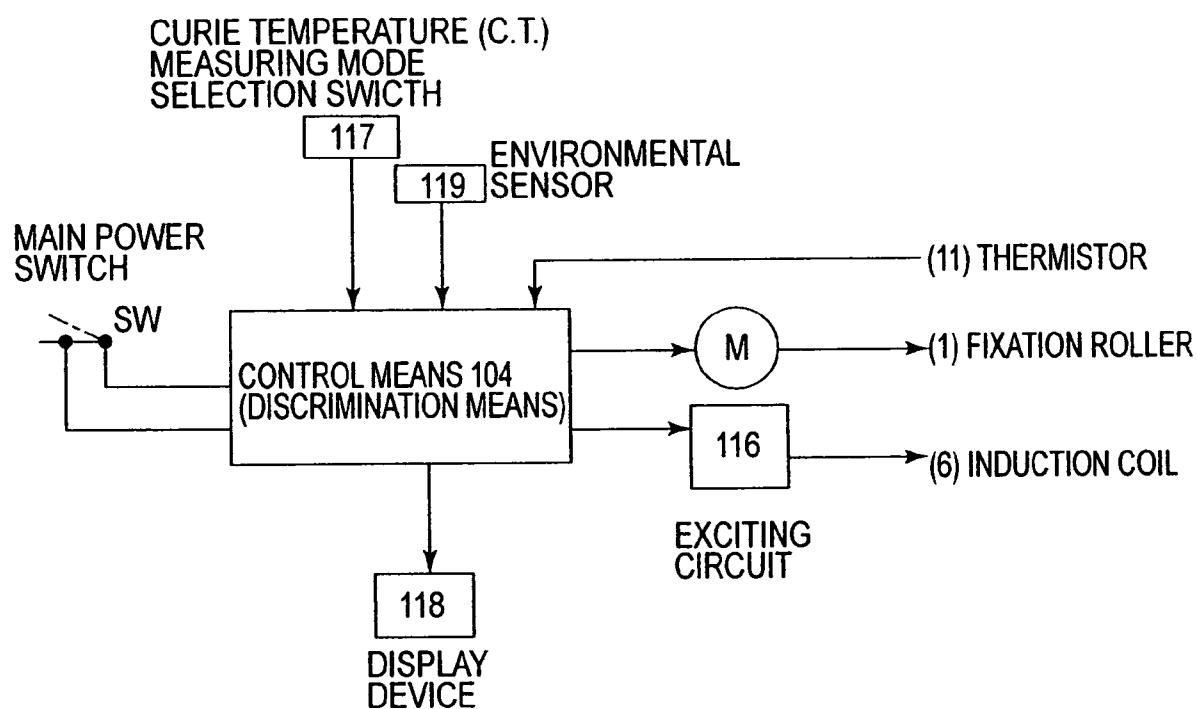 CURIE TEMPERATURE (C.T.)
MEASURING MODE
SELECTION SWICTH
117
ENVIRONMENTAL
SENSOR
119
MAIN POWER
SWITCH
SW
(11) THERMISTOR
CONTROL MEANS 104
(DISCRIMINATION MEANS)
M
(1) FIXATION ROLLER
116
(6) INDUCTION COIL
EXCITING
CIRCUIT
118
DISPLAY
DEVICE